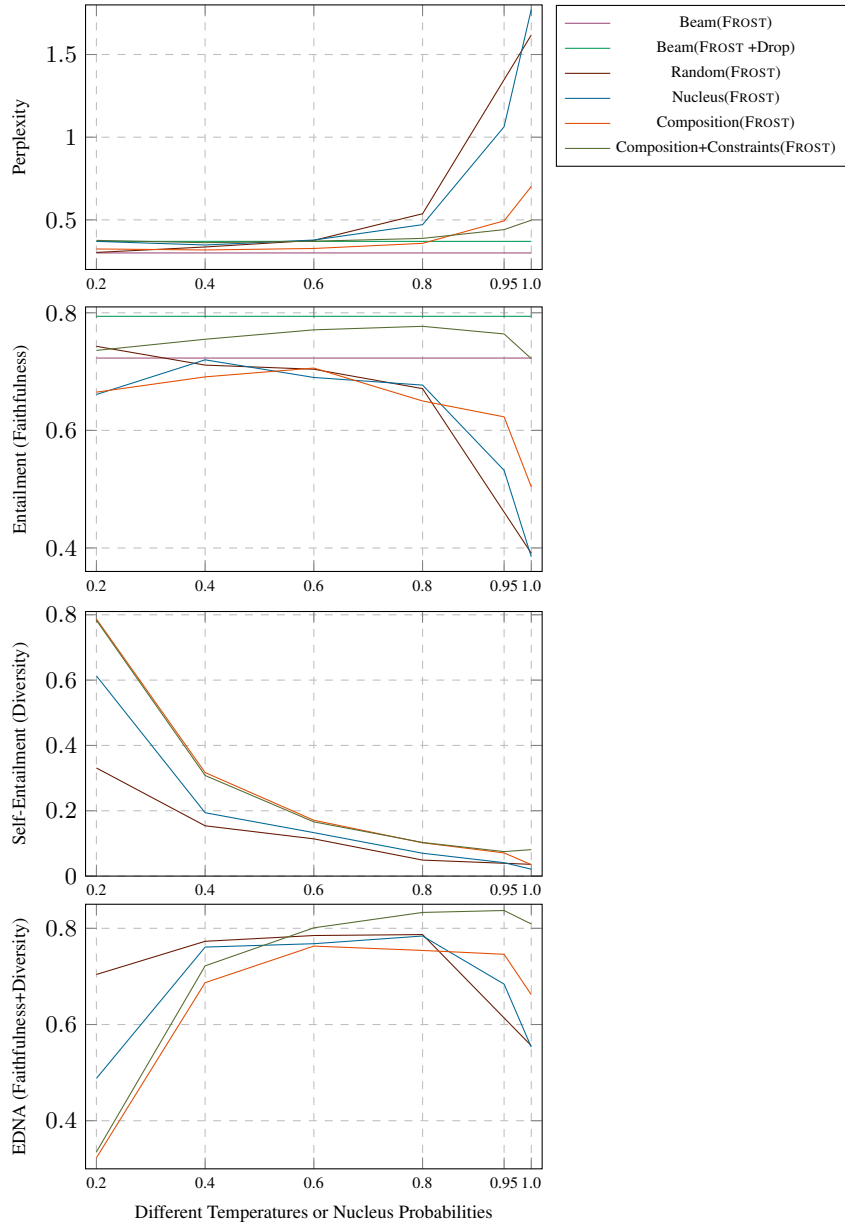 Beam(FROST)
Beam(FROST +Drop)
Random(FROST)
Nucleus(FROST)
Composition(FROST)
Composition+Constraints(FROST)
Perplexity
1.5
1
0.5
0.2 0.4 0.6 0.8 0.95 1.0
Entailment (Faithfulness)
0.8
0.6
0.4
0.2 0.4 0.6 0.8 0.95 1.0
Self-Entailment (Diversity)
0.8
0.6
0.4
0.2
0
0.2 0.4 0.6 0.8 0.95 1.0
EDNA (Faithfulness+Diversity)
0.8
0.6
0.4
0.2 0.4 0.6 0.8 0.95 1.0
Different Temperatures or Nucleus Probabilities